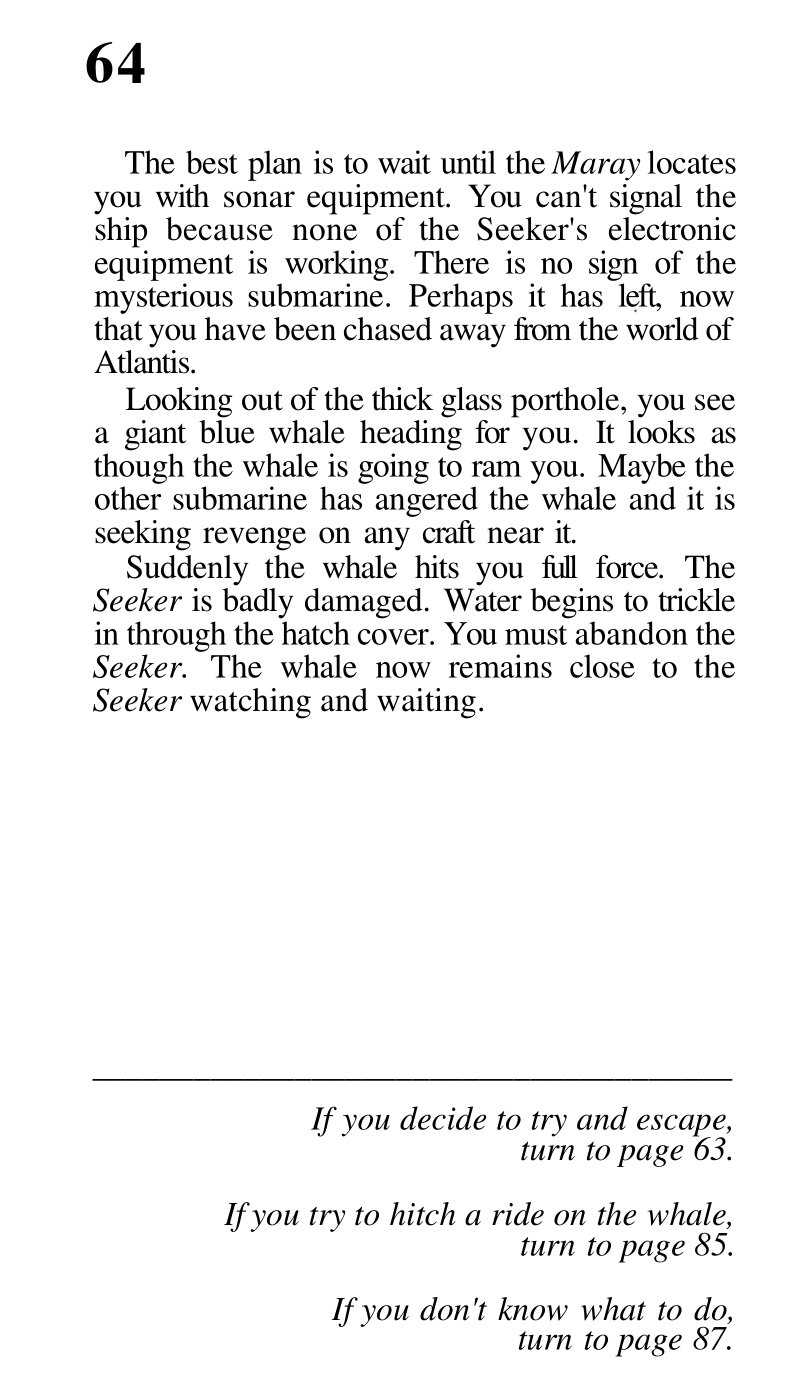 64
The best plan is to wait until the Maray locates
you with sonar equipment. You can't signal the
ship because none of the Seeker's electronic
equipment is working. There is no sign of the
mysterious submarine. Perhaps it has left, now
that you have been chased away from the world of
Atlantis.
Looking out of the thick glass porthole, you see
a giant blue whale heading for you. It looks as
though the whale is going to ram you. Maybe the
other submarine has angered the whale and it is
seeking revenge on any craft near it.
Suddenly the whale hits you full force. The
Seeker is badly damaged. Water begins to trickle
in through the hatch cover. You must abandon the
Seeker. The whale now remains close to the
Seeker watching and waiting.
If you decide to try and escape,
turn to page 63.
If you try to hitch a ride on the whale,
turn to page 85.
If you don't know what to do,
turn to page 87.